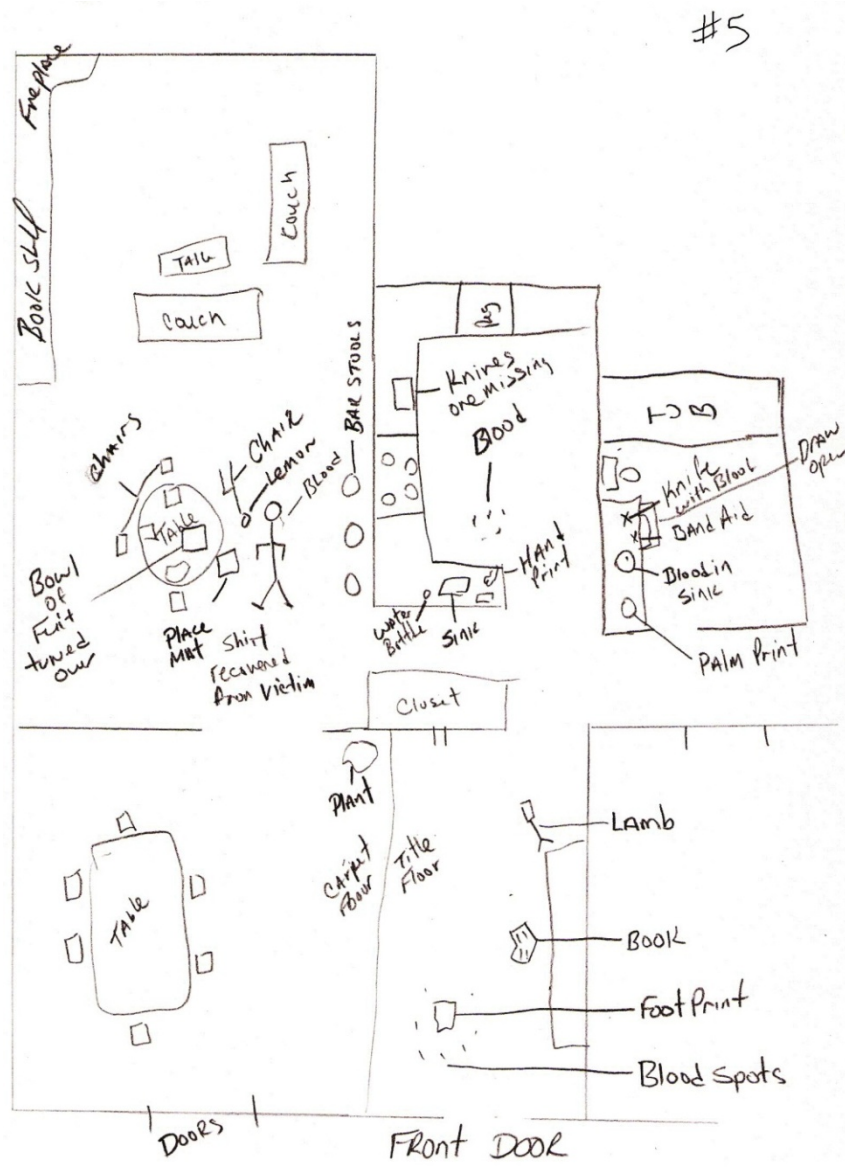 #5
Fireplace
Book Shelf
Couch
Table
Couch
BAR STOOLS
Ref
Knives
one missing
Blood
TUB
DRAW
open
Knife
with Blood
BAND Aid
Blood in
Sink
PAlm Print
HAnd
Print
Water
Bottle
Sink
Chairs
CHAIR
Lemon
Blood
Table
Bowl
of
Fruit
turned
over
PlACE
MAt
Shirt
recovered
from Victim
Closet
PlAnt
CArpet
floor
Title
Floor
LAmb
BOOK
Foot Print
Blood Spots
TAble
DOORS
FRONt DOOR